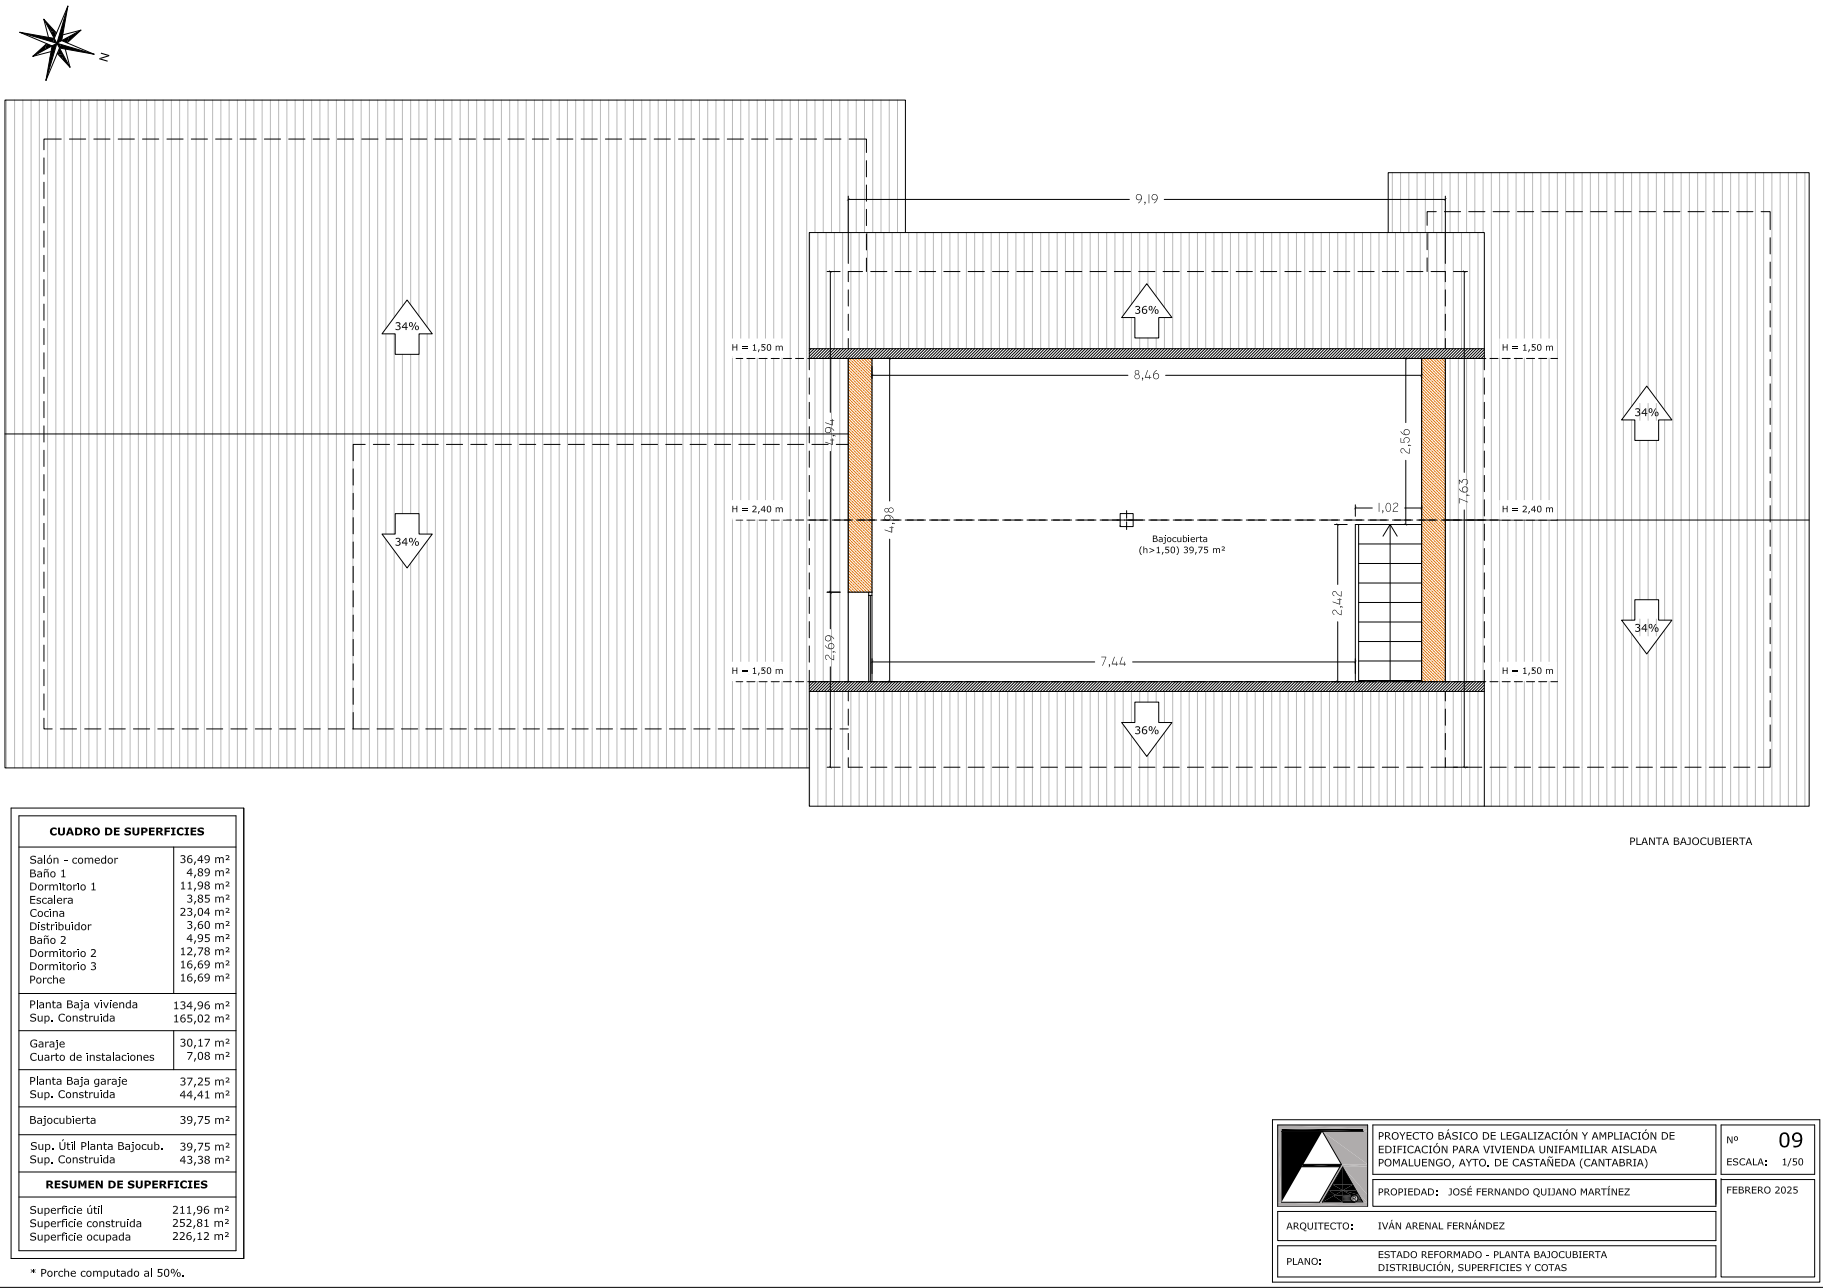 N
9,19
34%
36%
H = 1,50 m
H = 1,50 m
8,46
34%
4,94
2,56
7,63
1,02
H = 2,40 m
H = 2,40 m
4,98
34%
Bajocubierta
(h>1,50) 39,75 m²
2,42
34%
2,69
7,44
H = 1,50 m
H = 1,50 m
36%
PLANTA BAJOCUBIERTA
CUADRO DE SUPERFICIES
Salón - comedor 36,49 m²
Baño 1 4,89 m²
Dormitorio 1 11,98 m²
Escalera 3,85 m²
Cocina 23,04 m²
Distribuidor 3,60 m²
Baño 2 4,95 m²
Dormitorio 2 12,78 m²
Dormitorio 3 16,69 m²
Porche 16,69 m²
Planta Baja vivienda 134,96 m²
Sup. Construida 165,02 m²
Garaje 30,17 m²
Cuarto de instalaciones 7,08 m²
Planta Baja garaje 37,25 m²
Sup. Construida 44,41 m²
Bajocubierta 39,75 m²
Sup. Útil Planta Bajocub. 39,75 m²
Sup. Construida 43,38 m²
RESUMEN DE SUPERFICIES
Superficie útil 211,96 m²
Superficie construida 252,81 m²
Superficie ocupada 226,12 m²
* Porche computado al 50%.
PROYECTO BÁSICO DE LEGALIZACIÓN Y AMPLIACIÓN DE
EDIFICACIÓN PARA VIVIENDA UNIFAMILIAR AISLADA
POMALUENGO, AYTO. DE CASTAÑEDA (CANTABRIA)
Nº 09
ESCALA: 1/50
PROPIEDAD: JOSÉ FERNANDO QUIJANO MARTÍNEZ
FEBRERO 2025
ARQUITECTO: IVÁN ARENAL FERNÁNDEZ
PLANO: ESTADO REFORMADO - PLANTA BAJOCUBIERTA
DISTRIBUCIÓN, SUPERFICIES Y COTAS